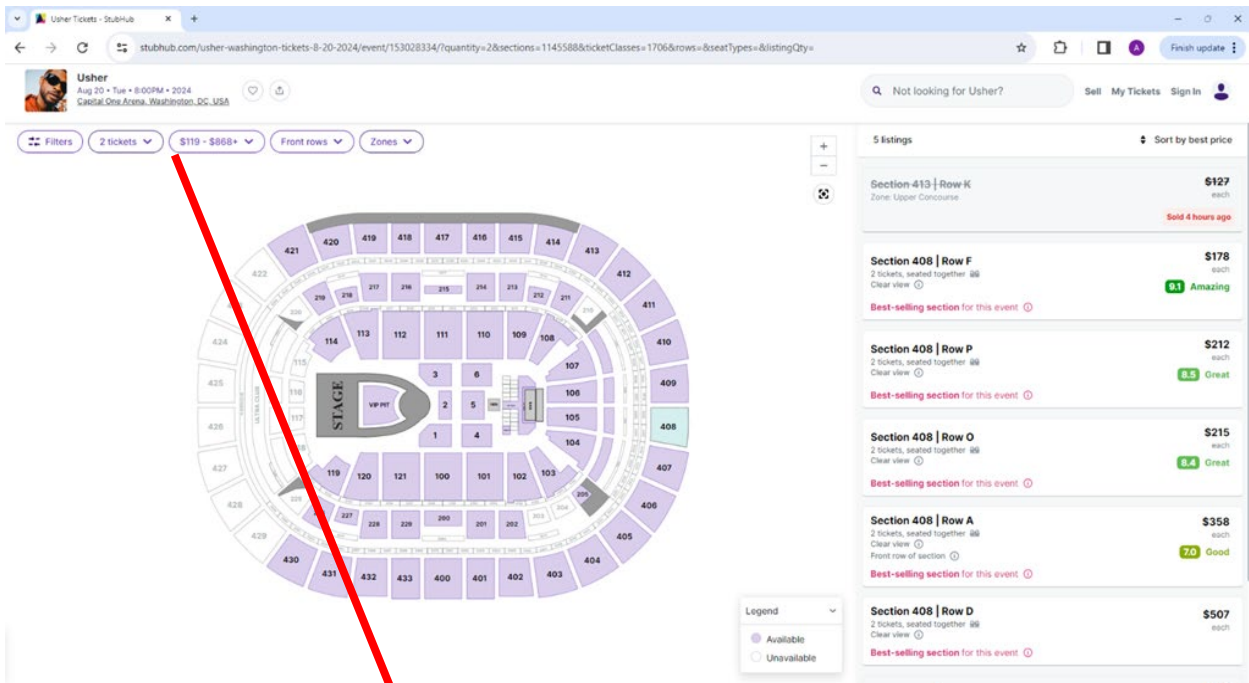 Usher Tickets - StubHub
Finish update
stubhub.com/usher-washington-tickets-8-20-2024/event/153028334/?quantity=2&sections=1145588&ticketClasses=1706&rows=&seatTypes=&listingQty=
A
Usher
Aug 20 • Tue • 8:00PM • 2024
Capital One Arena, Washington, DC, USA
Not looking for Usher?
Sell My Tickets Sign In
Filters
2 tickets
$119 - $868+
Front rows
Zones
5 listings
Sort by best price
Section 413 | Row K
$127
Zone: Upper Concourse
each
Sold 4 hours ago
Section 408 | Row F
$178
2 tickets, seated together
each
Clear view
9.1 Amazing
Best-selling section for this event
Section 408 | Row P
$212
2 tickets, seated together
each
Clear view
8.5 Great
Best-selling section for this event
Section 408 | Row O
$215
2 tickets, seated together
each
Clear view
8.4 Great
Best-selling section for this event
Section 408 | Row A
$358
2 tickets, seated together
each
Clear view
7.0 Good
Front row of section
Best-selling section for this event
Section 408 | Row D
$507
2 tickets, seated together
each
Clear view
Best-selling section for this event
421 420 419 418 417 416 415 414 413
422 412
219 218 217 216 215 214 213 212 211
411
424 114 113 112 111 110 109 108 410
115 107
425 116 3 6 106 409
STAGE VIP PIT 2 5
426 117 105 408
1 4 104
427 119 120 121 100 101 102 103 407
428 227 228 229 200 201 202 203 204 205 406
429 405
430 431 432 433 400 401 402 403 404
Legend
Available
Unavailable